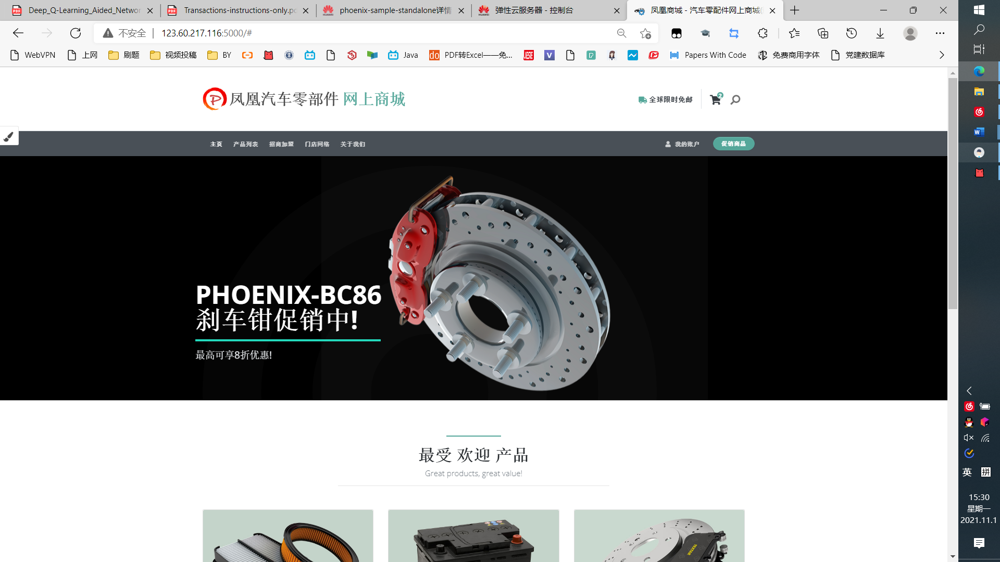 Deep_Q-Learning_Aided_Networ
Transactions-instructions-only.pd
phoenix-sample-standalone详情
弹性云服务器 - 控制台
凤凰商城 - 汽车零配件网上商城(
不安全
123.60.217.116:5000/#
WebVPN
上网
刷题
视频投稿
BY
Java
PDF转Excel——免...
Papers With Code
免费商用字体
党建数据库
凤凰汽车零部件 网上商城
全球限时免邮
2
主页
产品列表
招商加盟
门店网络
关于我们
我的账户
促销商品
PHOENIX-BC86
刹车钳促销中!
最高可享8折优惠!
最受 欢迎 产品
Great products, great value!
TEXTAR
英
拼
15:30
星期一
2021.11.1